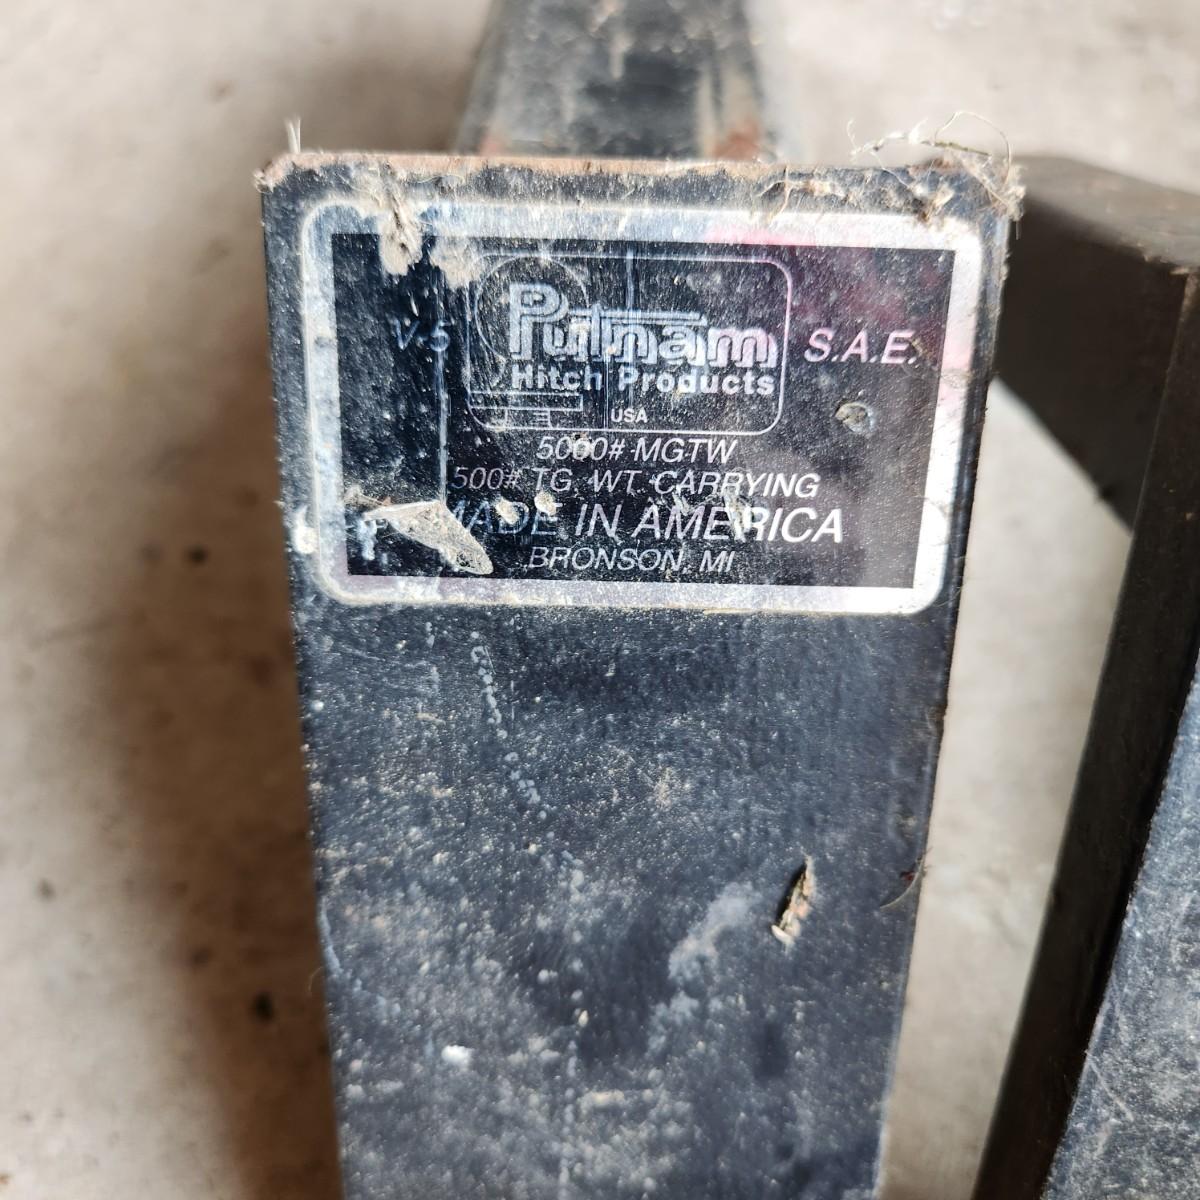 V-5
Putnam
Hitch Products
S.A.E.
USA
5000# MGTW
500# TG. WT. CARRYING
MADE IN AMERICA
BRONSON, MI